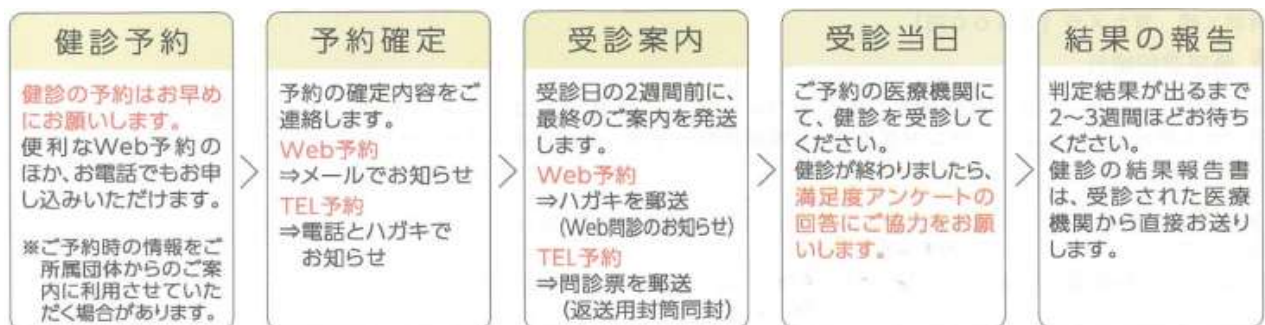 健診予約
健診の予約はお早め
にお願いします。
便利なWeb予約の
ほか、お電話でもお申
し込みいただけます。
※ご予約時の情報をご
所属団体からのご案
内に利用させていた
だく場合があります。
予約確定
予約の確定内容をご
連絡します。
Web予約
⇒メールでお知らせ
TEL予約
⇒電話とハガキで
お知らせ
受診案内
受診日の2週間前に、
最終のご案内を発送
します。
Web予約
⇒ハガキを郵送
(Web問診のお知らせ)
TEL予約
⇒問診票を郵送
(返送用封筒同封)
受診当日
ご予約の医療機関に
て、健診を受診して
ください。
健診が終わりましたら、
満足度アンケートの
回答にご協力をお願
いします。
結果の報告
判定結果が出るまで
2〜3週間ほどお待ち
ください。
健診の結果報告書
は、受診された医療
機関から直接お送り
します。